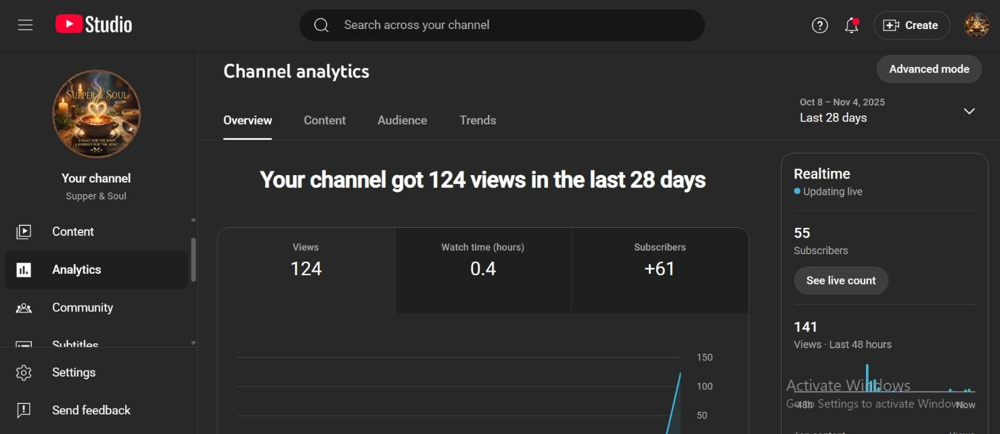 Studio
Search across your channel
Create
SUPPER & SOUL
A FEAST FOR THE BODY,
A JOURNEY FOR THE SPIRIT
Your channel
Supper & Soul
Content
Analytics
Community
Subtitles
Settings
Send feedback
Channel analytics
Advanced mode
Overview
Content
Audience
Trends
Oct 8 – Nov 4, 2025
Last 28 days
Your channel got 124 views in the last 28 days
Views
124
Watch time (hours)
0.4
Subscribers
+61
150
100
50
Realtime
Updating live
55
Subscribers
See live count
141
Views · Last 48 hours
Activate Windows
Go to Settings to activate Windows.
-48h
Now
Top content
Views